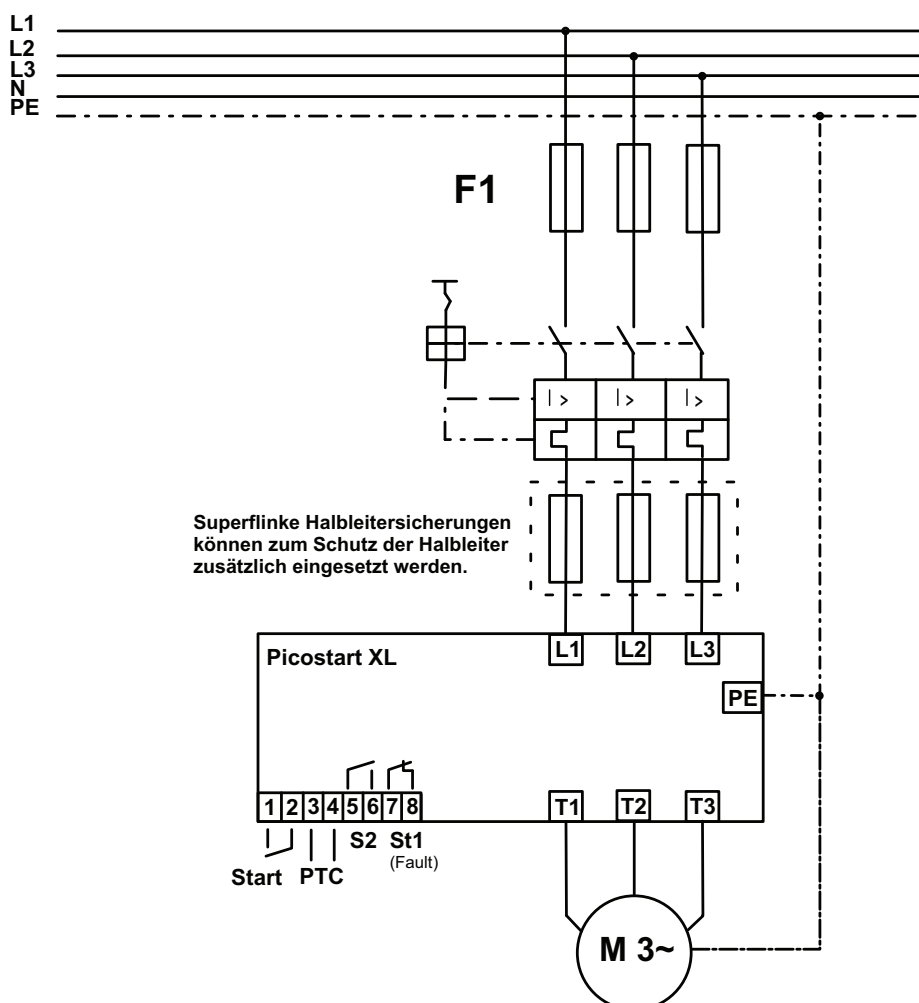 L1
L2
L3
N
PE
F1
I > I > I >
Superflinke Halbleitersicherungen
können zum Schutz der Halbleiter
zusätzlich eingesetzt werden.
Picostart XL
L1 L2 L3
PE
1 2 3 4 5 6 7 8
T1 T2 T3
S2 St1
(Fault)
Start PTC
M 3~